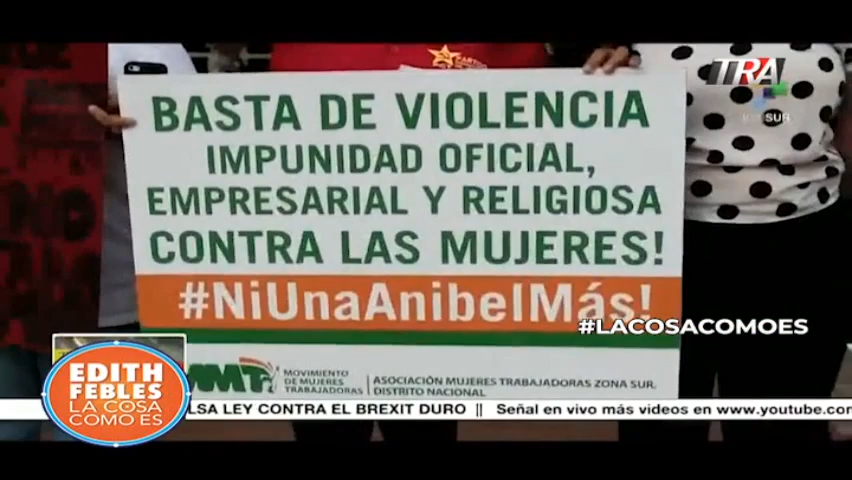 TRA
SUR
BASTA DE VIOLENCIA
IMPUNIDAD OFICIAL,
EMPRESARIAL Y RELIGIOSA
CONTRA LAS MUJERES!
#NiUnaAnibelMás!
#LACOSACOMOES
MMT
MOVIMIENTO
DE MUJERES
TRABAJADORAS
ASOCIACIÓN MUJERES TRABAJADORAS ZONA SUR,
DISTRITO NACIONAL
EDITH
FEBLES
LA COSA
COMO ES
LSA LEY CONTRA EL BREXIT DURO || Señal en vivo más videos en www.youtube.com